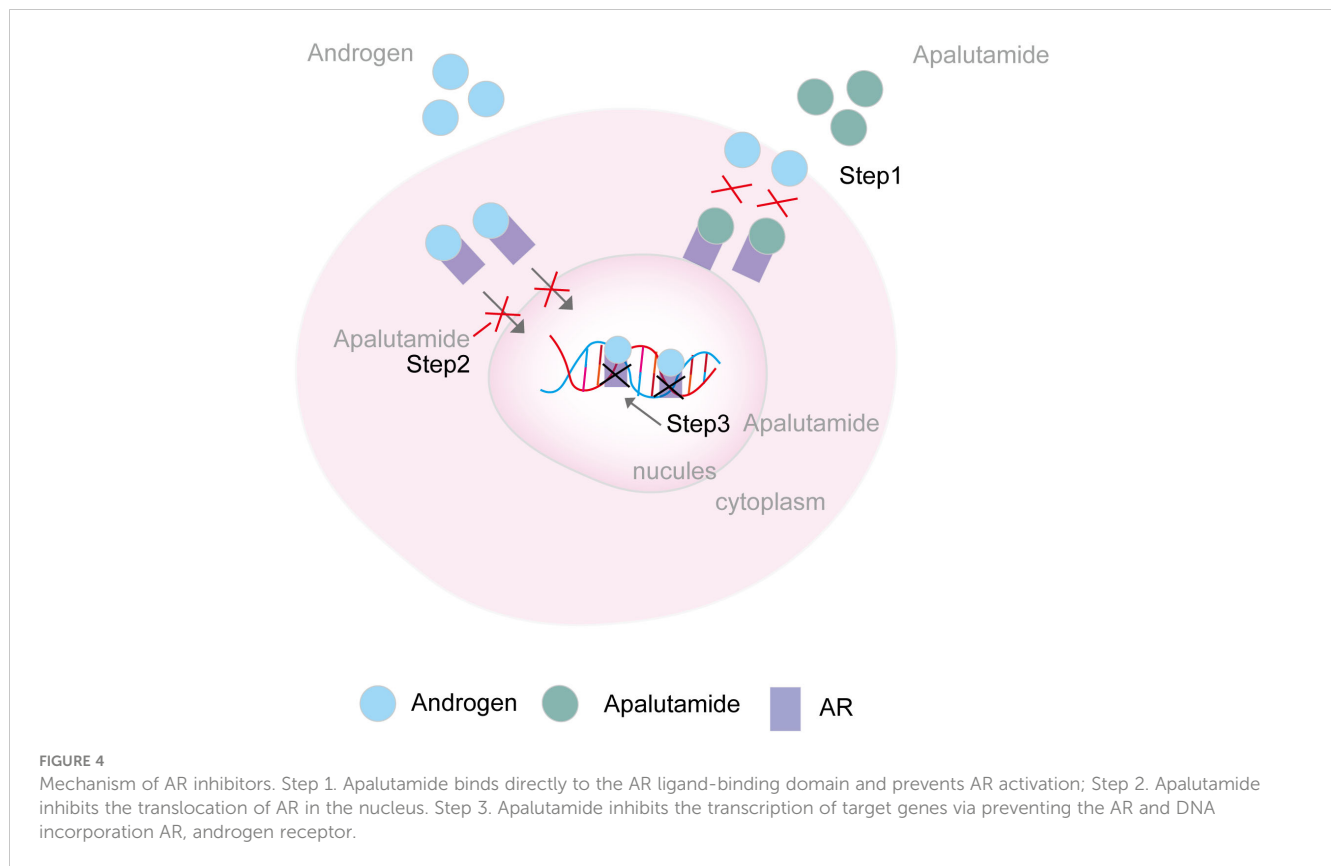 Androgen
Apalutamide
Step1
Apalutamide
Step2
Step3 Apalutamide
nucules
cytoplasm
Androgen Apalutamide AR
FIGURE 4
Mechanism of AR inhibitors. Step 1. Apalutamide binds directly to the AR ligand-binding domain and prevents AR activation; Step 2. Apalutamide
inhibits the translocation of AR in the nucleus. Step 3. Apalutamide inhibits the transcription of target genes via preventing the AR and DNA
incorporation AR, androgen receptor.